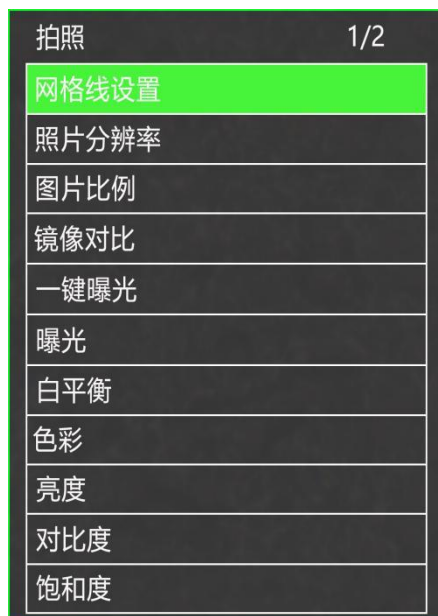 拍照 1/2
网格线设置
照片分辨率
图片比例
镜像对比
一键曝光
曝光
白平衡
色彩
亮度
对比度
饱和度